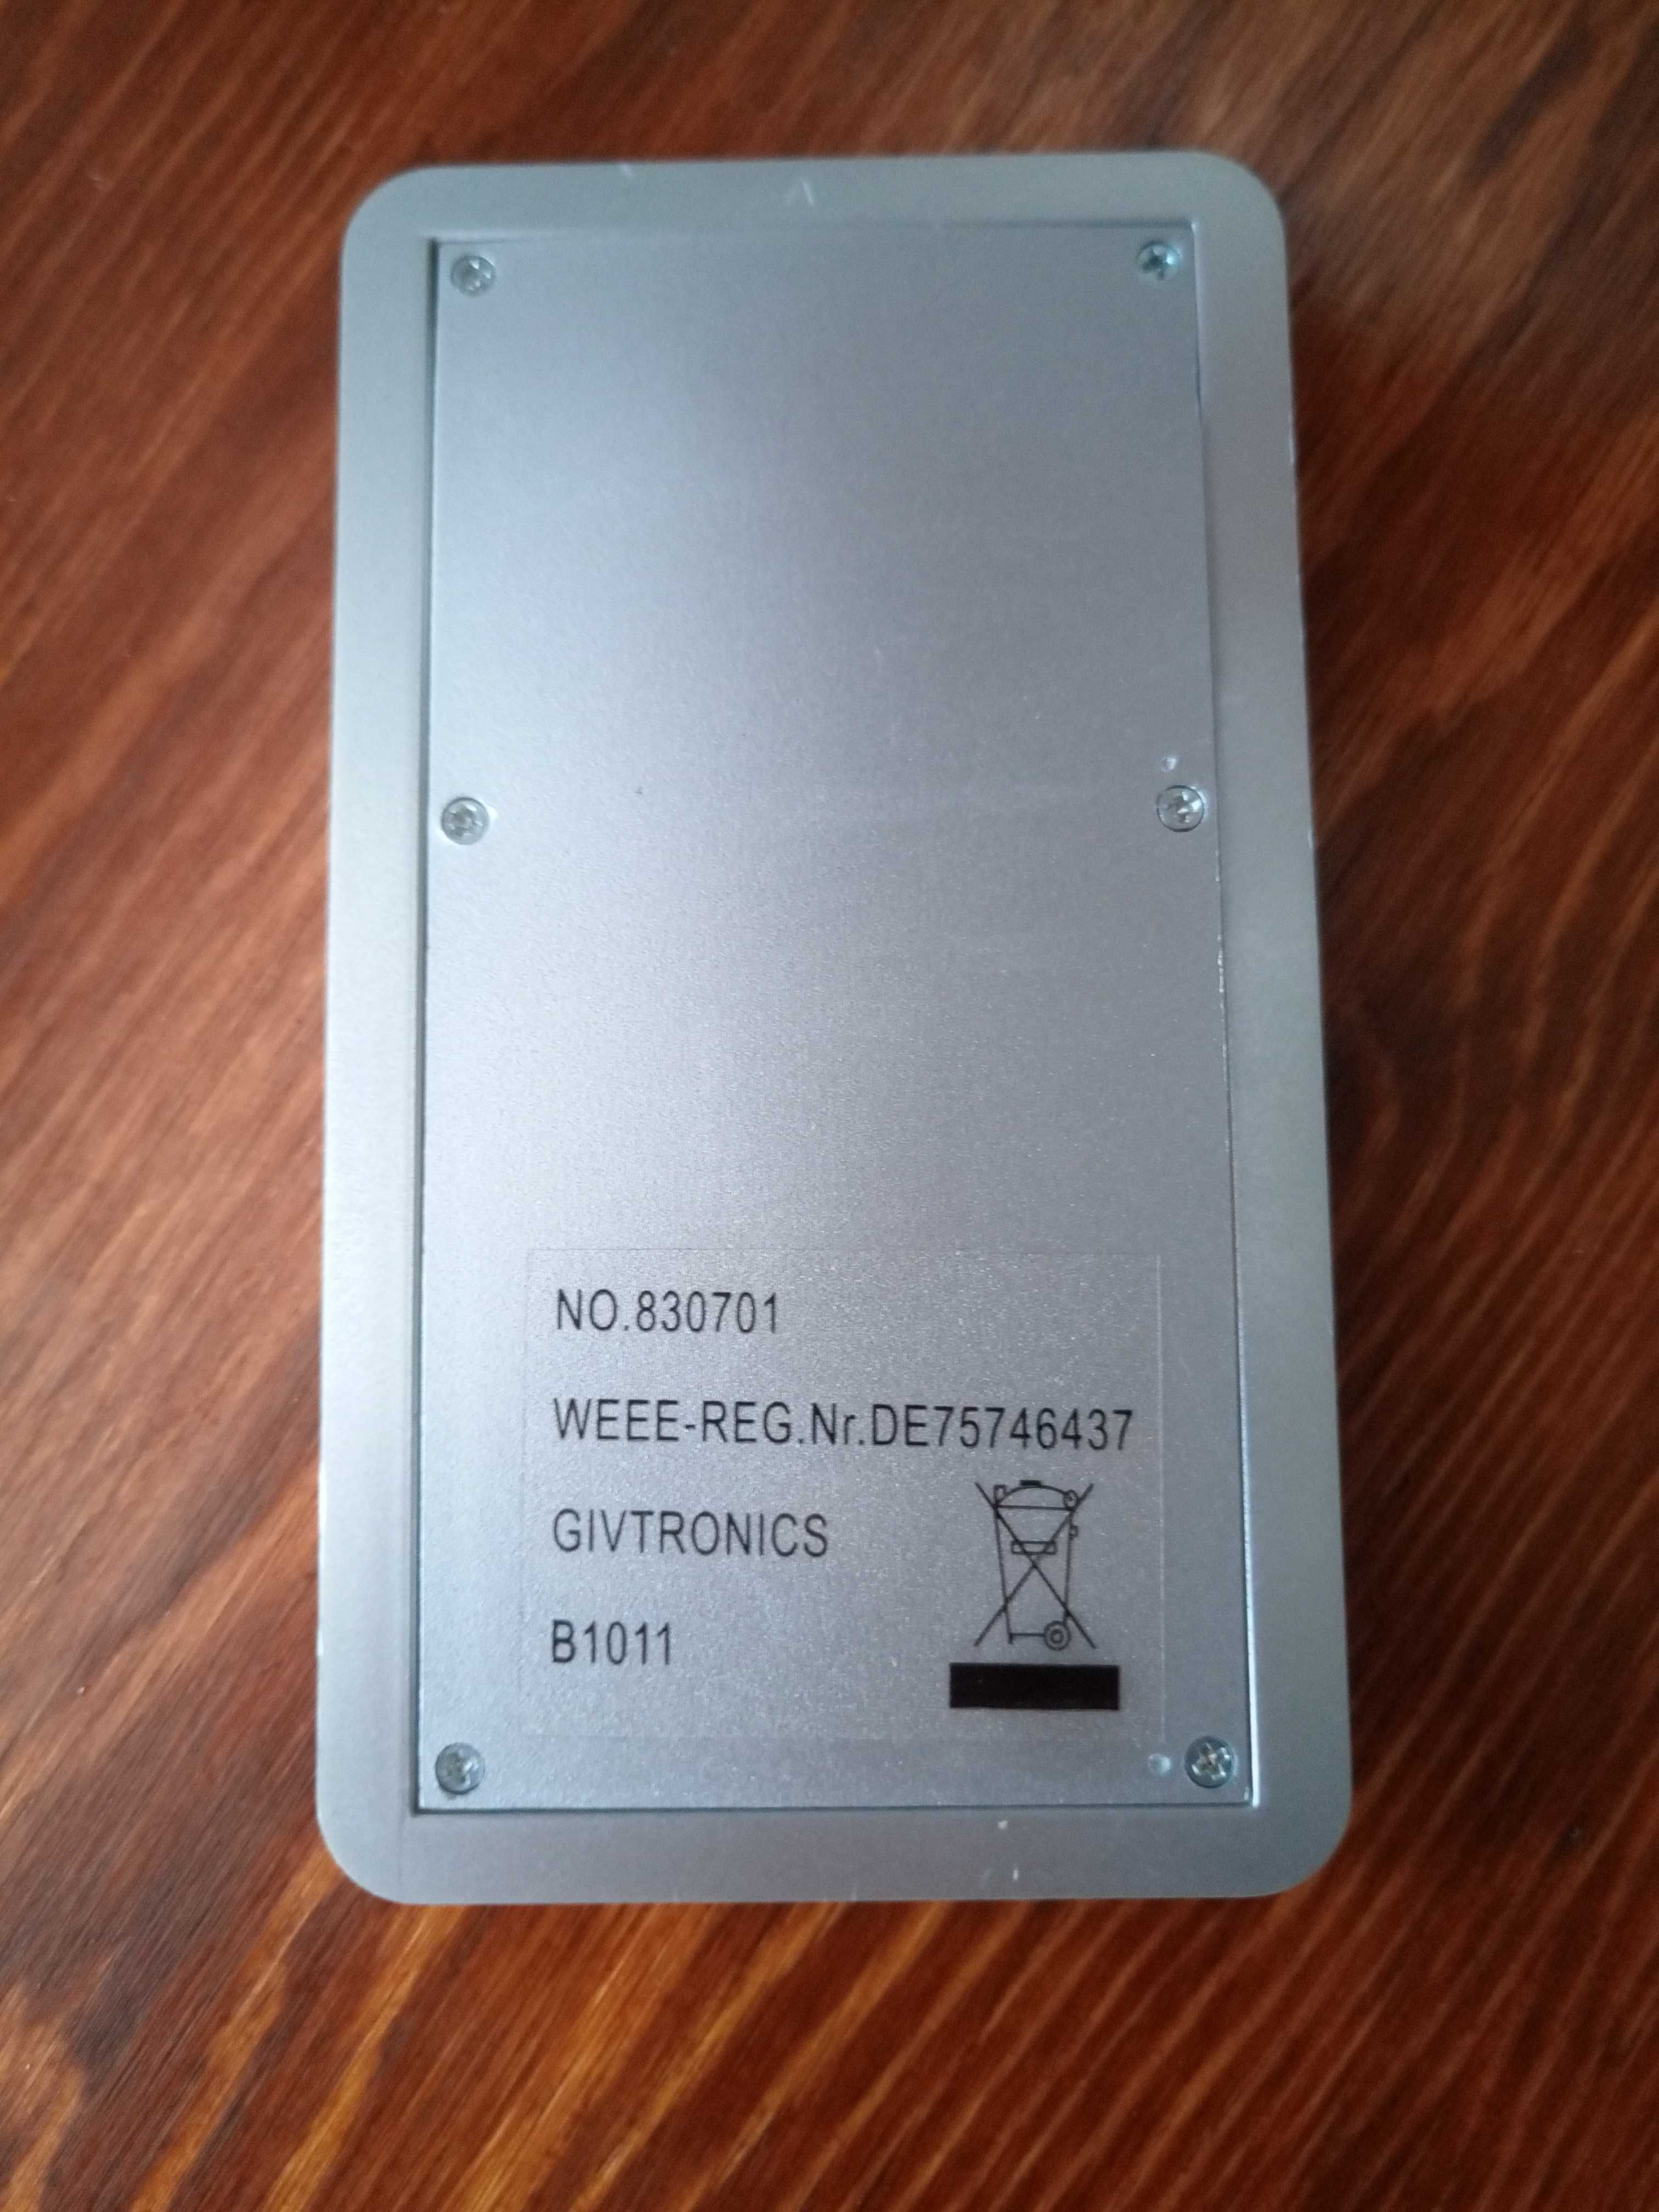 NO.830701
WEEE-REG.Nr.DE75746437
GIVTRONICS
B1011